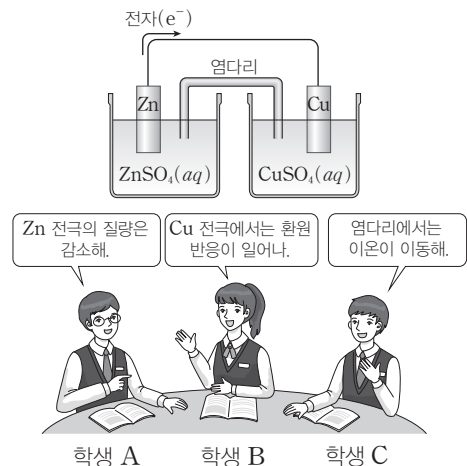 전자(e⁻)
염다리
Zn
Cu
ZnSO₄(aq)
CuSO₄(aq)
Zn 전극의 질량은
감소해.
Cu 전극에서는 환원
반응이 일어나.
염다리에서는
이온이 이동해.
학생 A
학생 B
학생 C